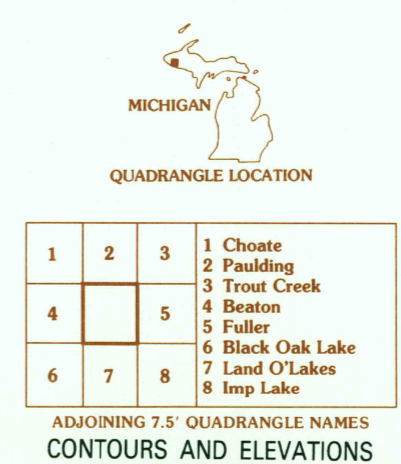 MICHIGAN
QUADRANGLE LOCATION
1 2 3
4 5
6 7 8
1 Choate
2 Paulding
3 Trout Creek
4 Beaton
5 Fuller
6 Black Oak Lake
7 Land O'Lakes
8 Imp Lake
ADJOINING 7.5' QUADRANGLE NAMES
CONTOURS AND ELEVATIONS